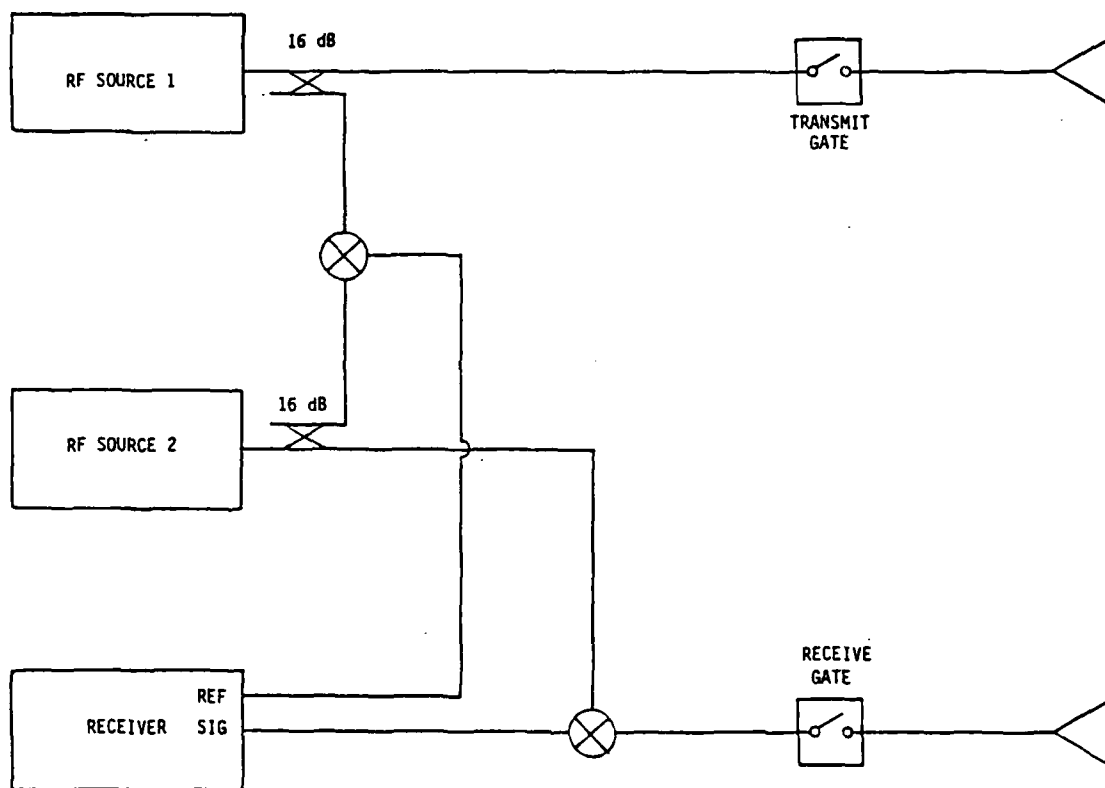 16 dB
RF SOURCE 1
TRANSMIT
GATE
16 dB
RF SOURCE 2
RECEIVE
GATE
REF
RECEIVER SIG